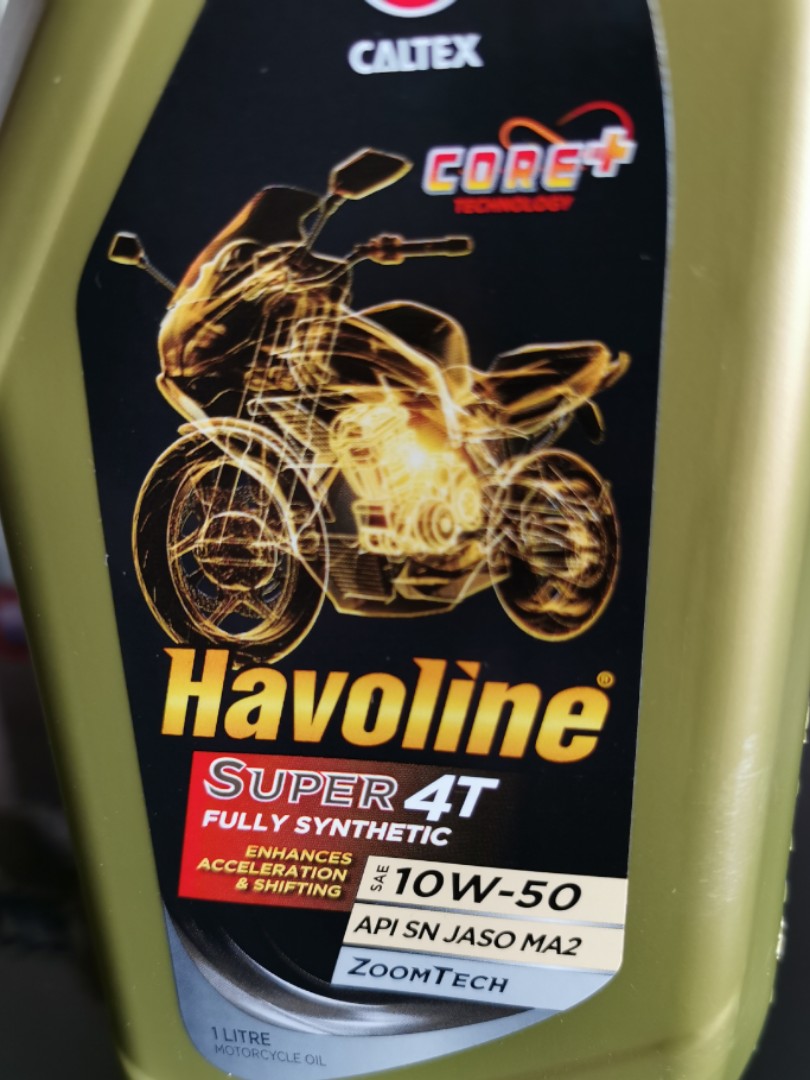 CALTEX
CORE+
TECHNOLOGY
Havoline®
SUPER 4T
FULLY SYNTHETIC
ENHANCES
ACCELERATION
& SHIFTING
SAE 10W-50
API SN JASO MA2
ZOOMTECH
1 LITRE
MOTORCYCLE OIL